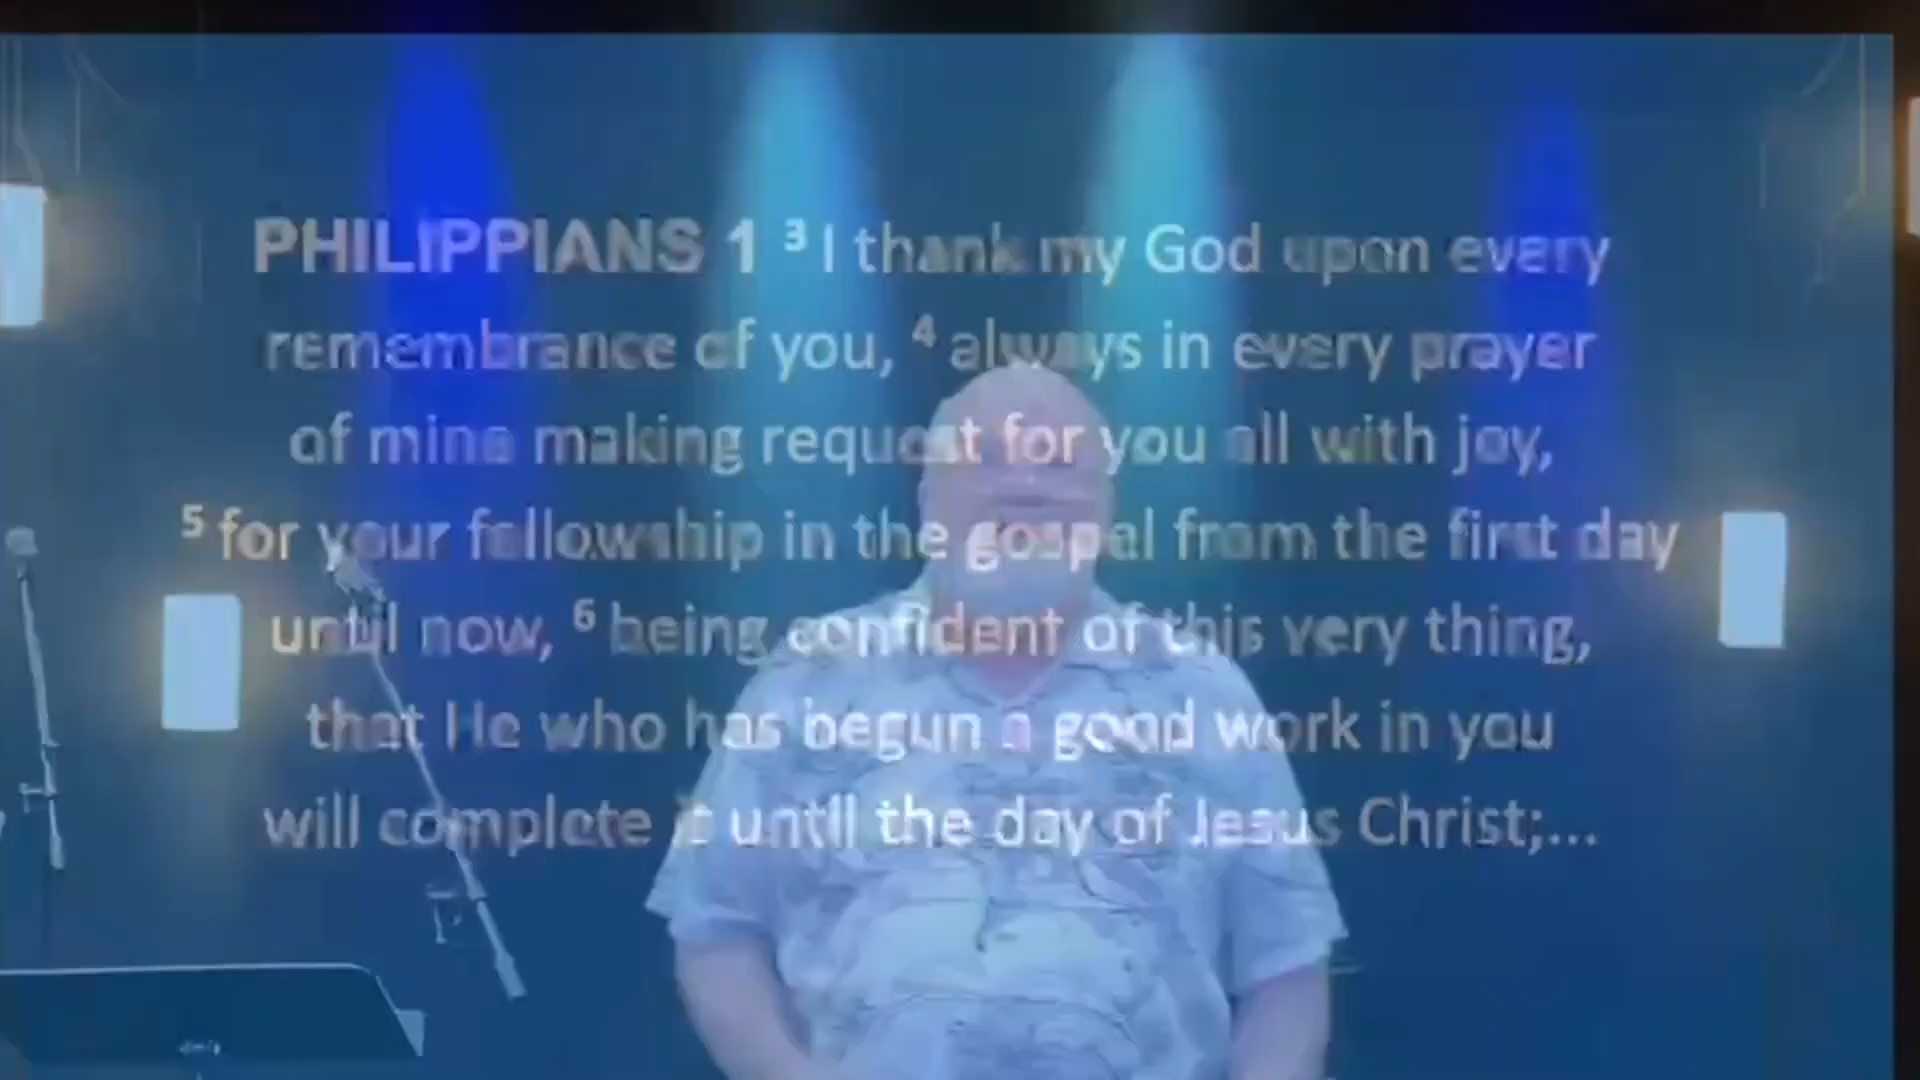 PHILIPPIANS 1 ³ I thank my God upon every
remembrance of you, ⁴ always in every prayer
of mine making request for you all with joy,
⁵ for your fellowship in the gospel from the first day
until now, ⁶ being confident of this very thing,
that He who has begun a good work in you
will complete it until the day of Jesus Christ;...